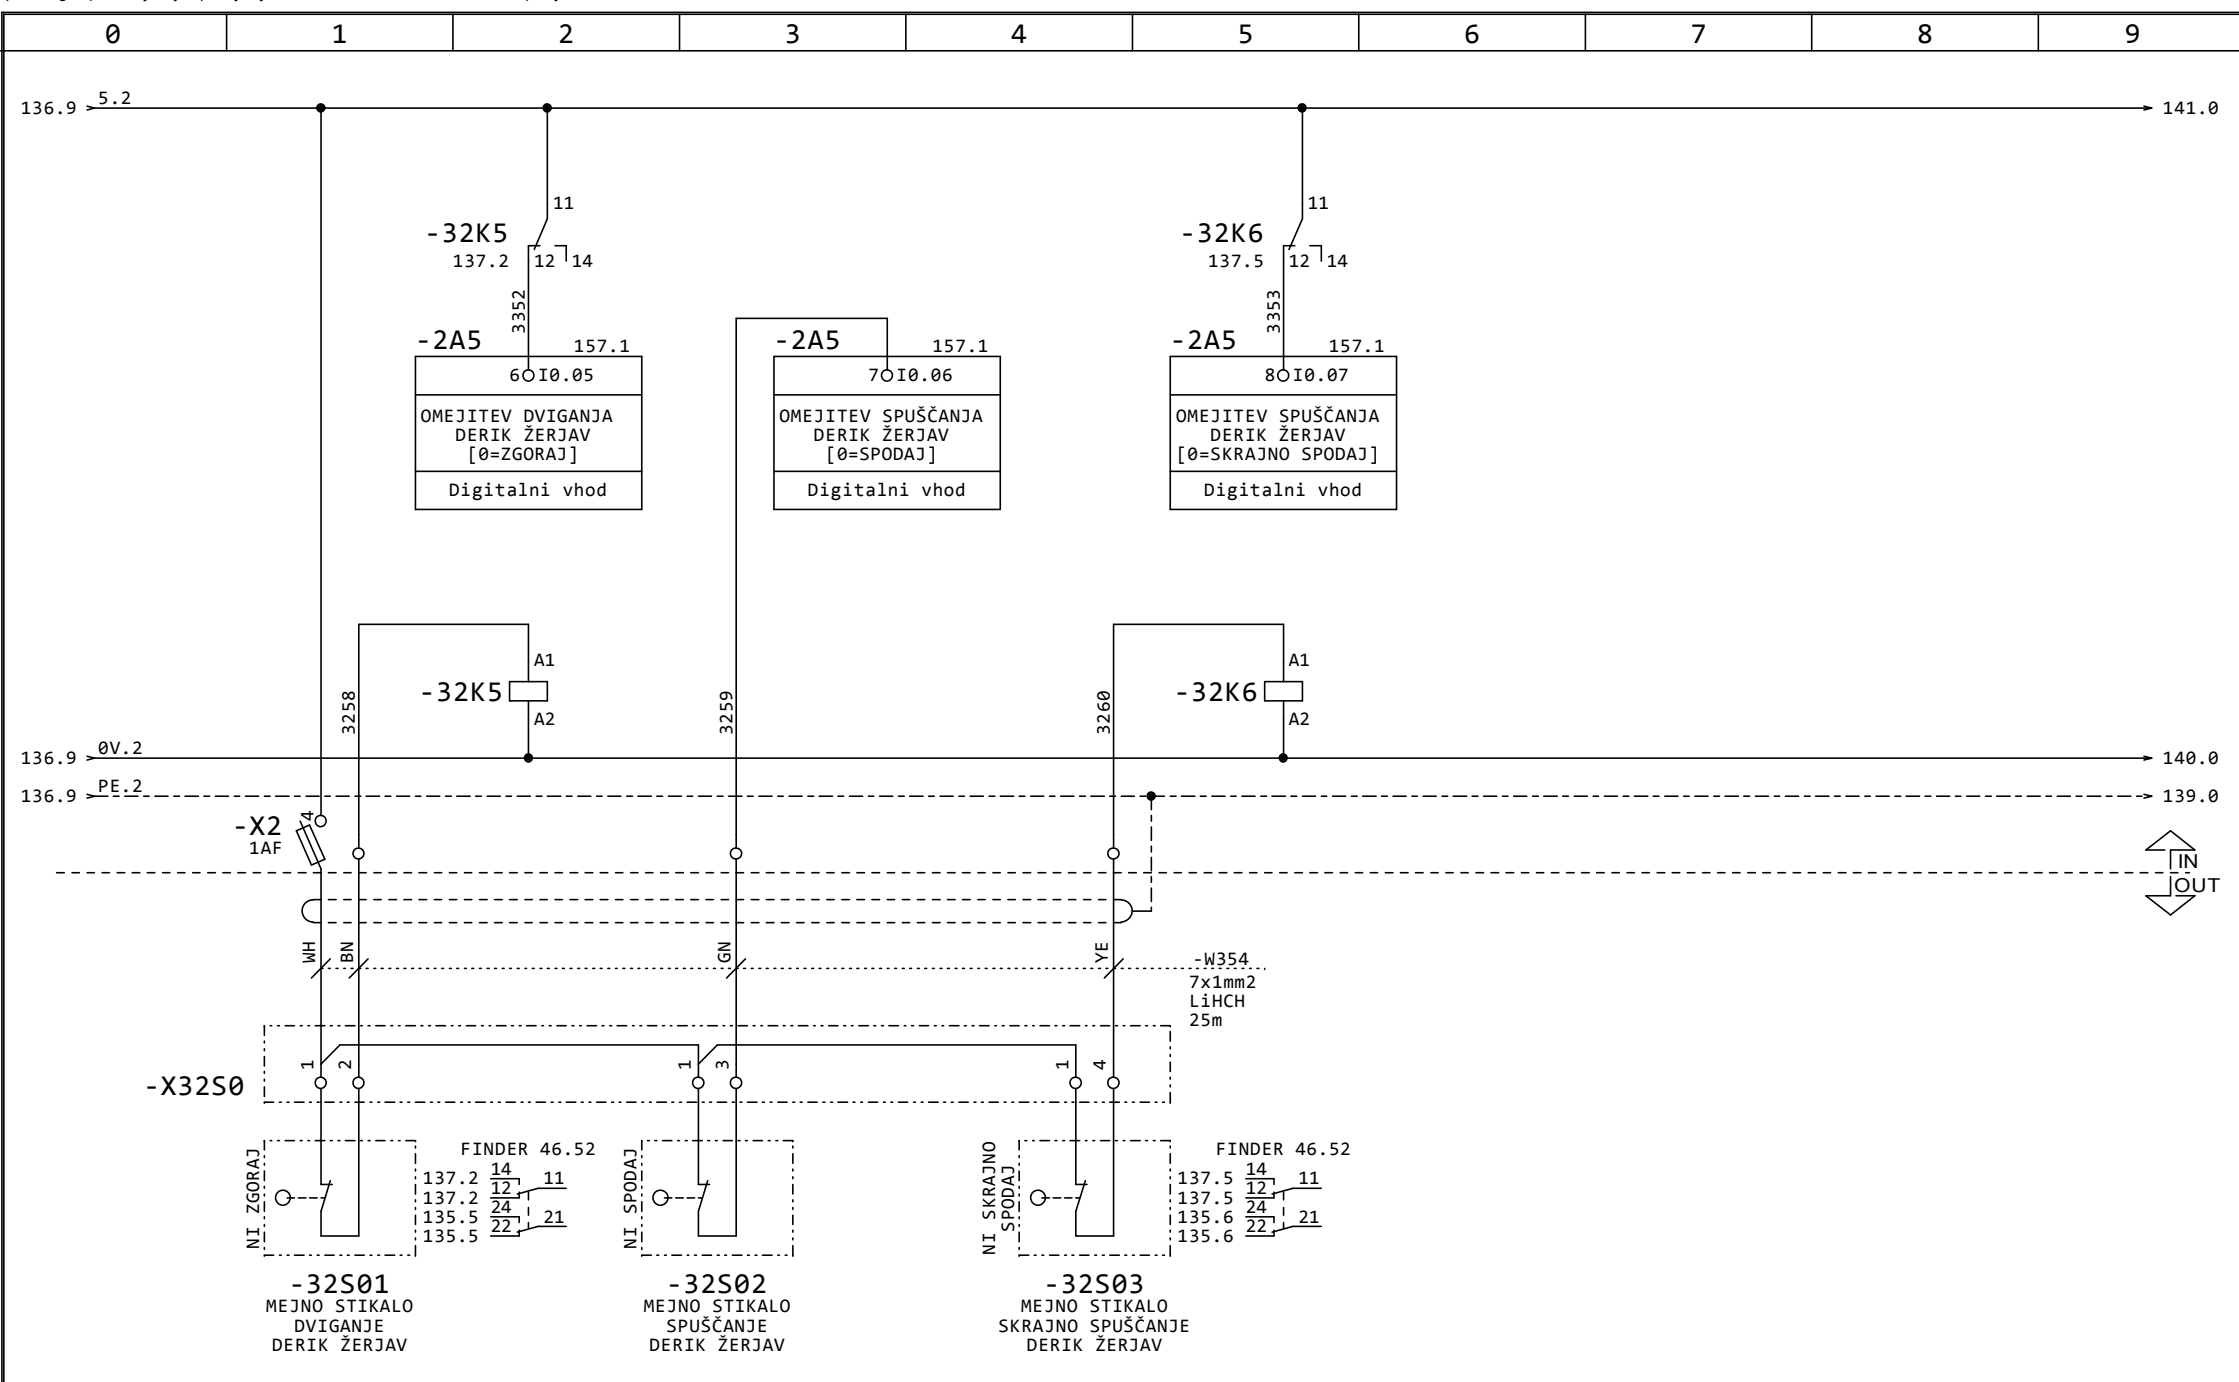 0 1 2 3 4 5 6 7 8 9
136.9 5.2 141.0
11
-32K5
137.2 12 14
3352
11
-32K6
137.5 12 14
3353
-2A5 157.1
6 I0.05
OMEJITEV DVIGANJA
DERIK ŽERJAV
[0=ZGORAJ]
Digitalni vhod
-2A5 157.1
7 I0.06
OMEJITEV SPUŠČANJA
DERIK ŽERJAV
[0=SPODAJ]
Digitalni vhod
-2A5 157.1
8 I0.07
OMEJITEV SPUŠČANJA
DERIK ŽERJAV
[0=SKRAJNO SPODAJ]
Digitalni vhod
3258
A1
-32K5
A2
3259
3260
A1
-32K6
A2
136.9 0V.2 140.0
136.9 PE.2 139.0
-X2 4
1AF
IN
OUT
WH BN GN YE
-W354
7x1mm2
LiHCH
25m
-X32S0
1 2 1 3 1 4
NI ZGORAJ
FINDER 46.52
137.2 14 11
137.2 12
135.5 24 21
135.5 22
NI SPODAJ
NI SKRAJNO
SPODAJ
FINDER 46.52
137.5 14 11
137.5 12
135.6 24 21
135.6 22
-32S01
MEJNO STIKALO
DVIGANJE
DERIK ŽERJAV
-32S02
MEJNO STIKALO
SPUŠČANJE
DERIK ŽERJAV
-32S03
MEJNO STIKALO
SKRAJNO SPUŠČANJE
DERIK ŽERJAV